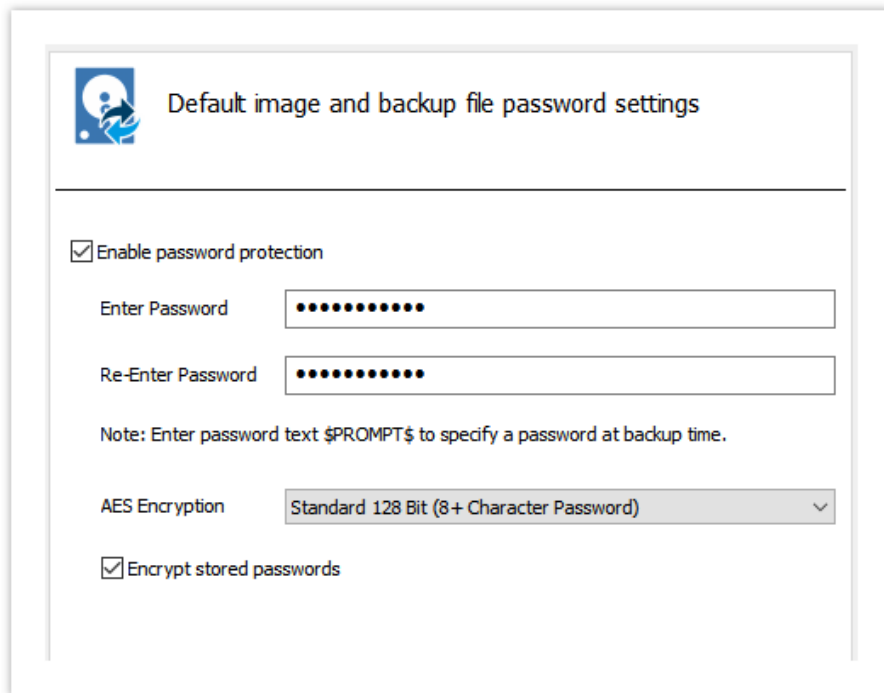 Default image and backup file password settings
Enable password protection
Enter Password ●●●●●●●●●●●
Re-Enter Password ●●●●●●●●●●●
Note: Enter password text $PROMPT$ to specify a password at backup time.
AES Encryption Standard 128 Bit (8+ Character Password)
Encrypt stored passwords